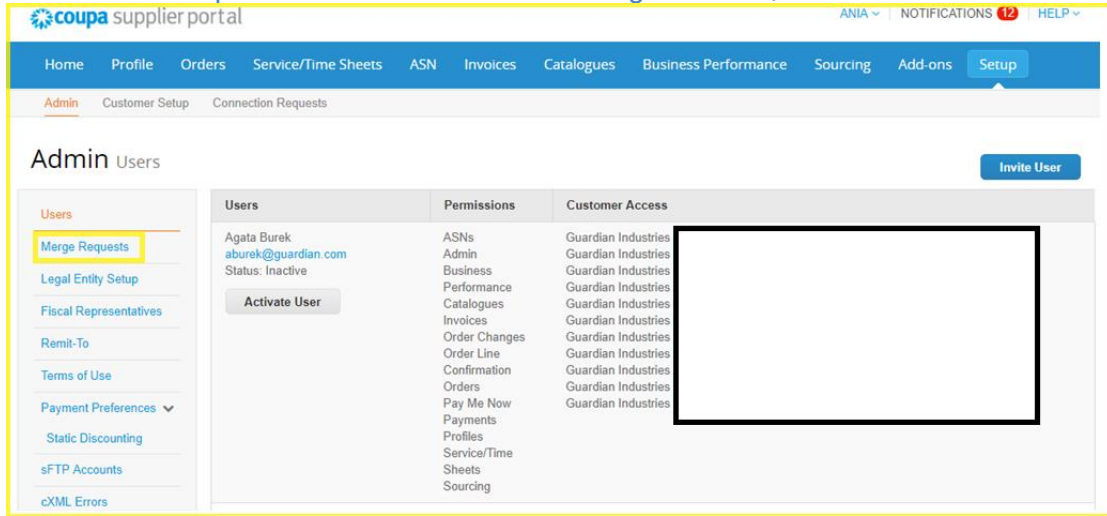 coupa supplier portal
ANIA NOTIFICATIONS 12 HELP
Home Profile Orders Service/Time Sheets ASN Invoices Catalogues Business Performance Sourcing Add-ons Setup
Admin Customer Setup Connection Requests
Admin Users
Invite User
Users
Merge Requests
Legal Entity Setup
Fiscal Representatives
Remit-To
Terms of Use
Payment Preferences
Static Discounting
sFTP Accounts
cXML Errors
Users Permissions Customer Access
Agata Burek
aburek@guardian.com
Status: Inactive
Activate User
ASNs
Admin
Business
Performance
Catalogues
Invoices
Order Changes
Order Line
Confirmation
Orders
Pay Me Now
Payments
Profiles
Service/Time
Sheets
Sourcing
Guardian Industries
Guardian Industries
Guardian Industries
Guardian Industries
Guardian Industries
Guardian Industries
Guardian Industries
Guardian Industries
Guardian Industries
Guardian Industries
Guardian Industries